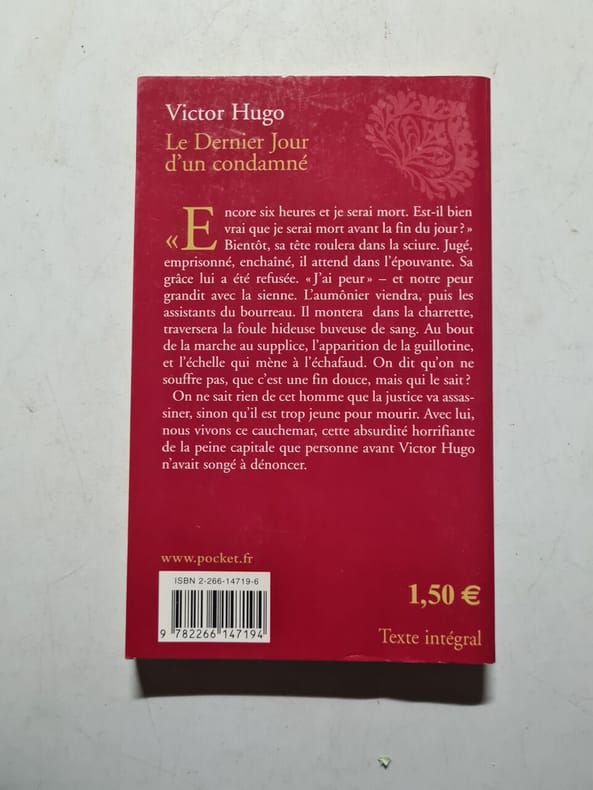 Victor Hugo
Le Dernier Jour
d'un condamné
« Encore six heures et je serai mort. Est-il bien
vrai que je serai mort avant la fin du jour ? »
Bientôt, sa tête roulera dans la sciure. Jugé,
emprisonné, enchaîné, il attend dans l'épouvante. Sa
grâce lui a été refusée. « J'ai peur » – et notre peur
grandit avec la sienne. L'aumônier viendra, puis les
assistants du bourreau. Il montera dans la charrette,
traversera la foule hideuse buveuse de sang. Au bout
de la marche au supplice, l'apparition de la guillotine,
et l'échelle qui mène à l'échafaud. On dit qu'on ne
souffre pas, que c'est une fin douce, mais qui le sait ?
On ne sait rien de cet homme que la justice va assas-
siner, sinon qu'il est trop jeune pour mourir. Avec lui,
nous vivons ce cauchemar, cette absurdité horrifiante
de la peine capitale que personne avant Victor Hugo
n'avait songé à dénoncer.
www.pocket.fr
ISBN 2-266-14719-6
9 782266 147194
1,50 €
Texte intégral